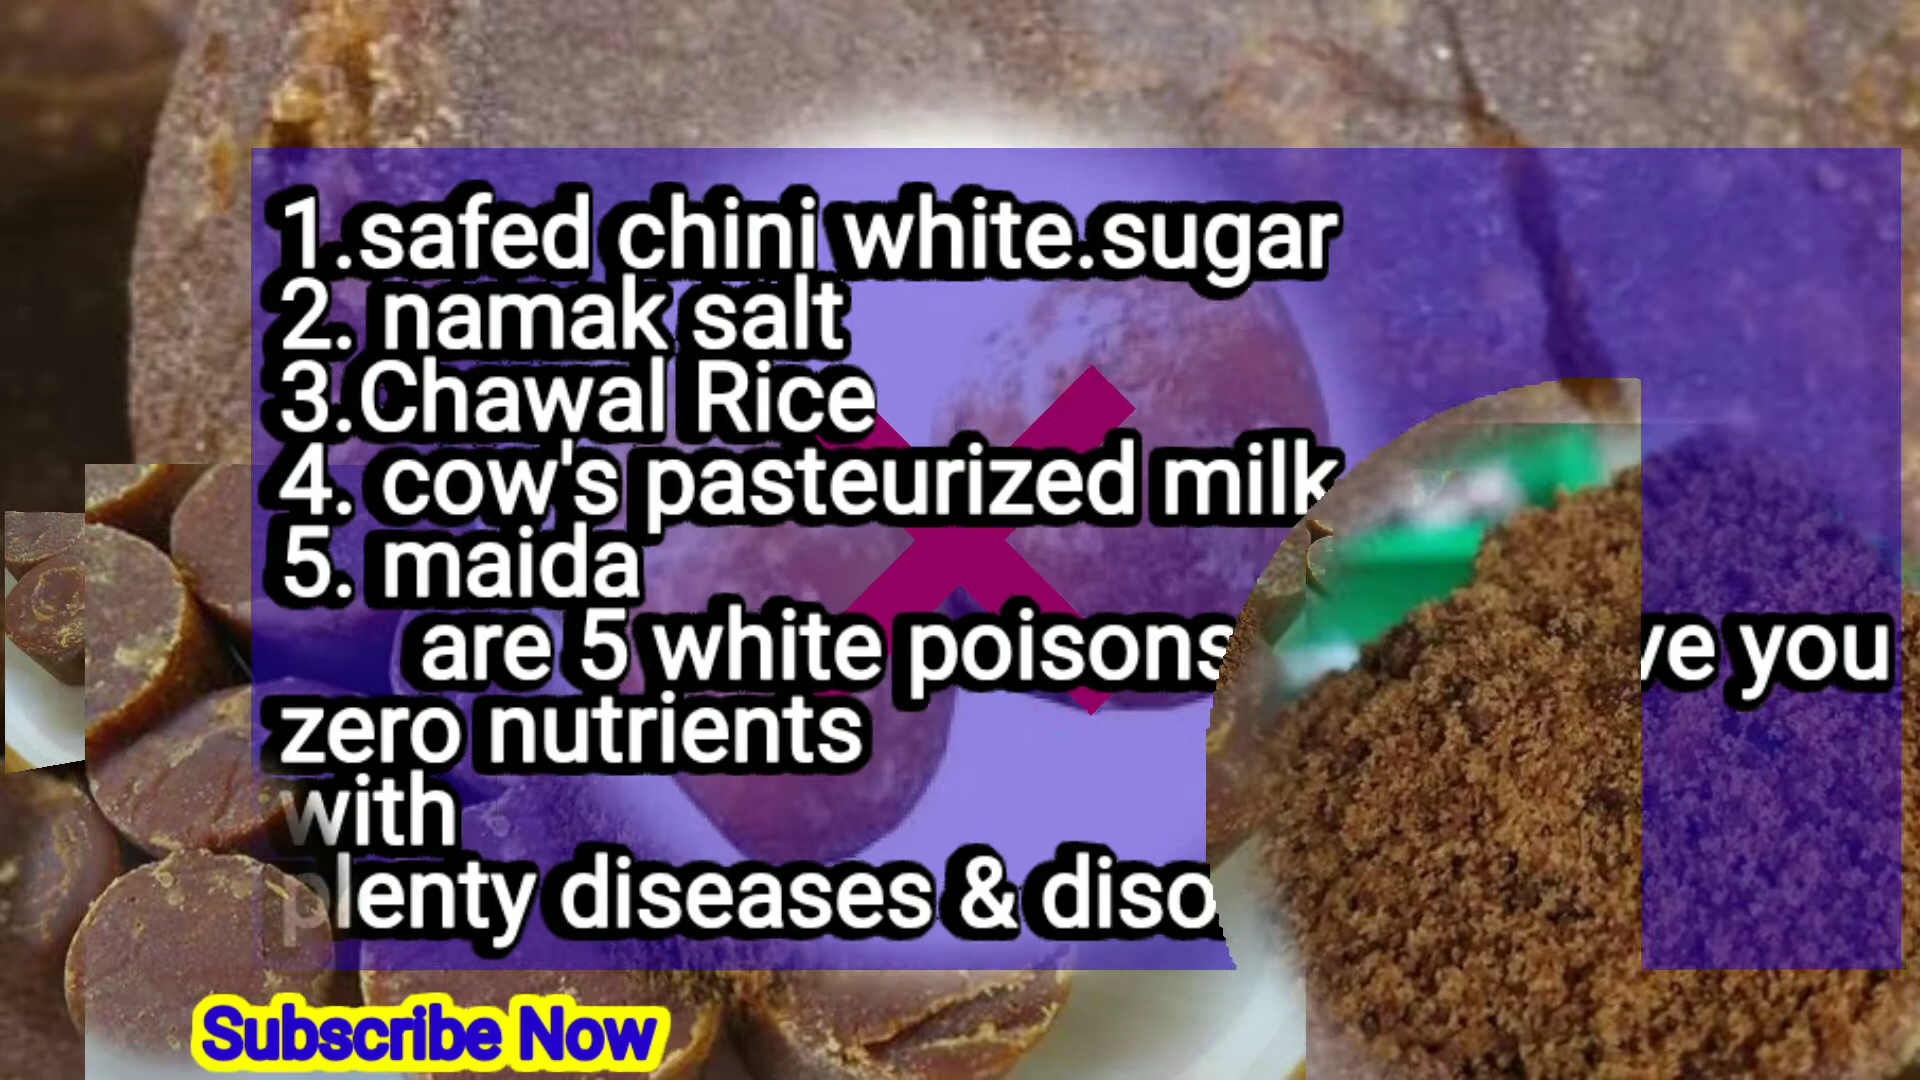 1.safed chini white.sugar
2. namak salt
3.Chawal Rice
4. cow's pasteurized milk
5. maida
are 5 white poisons ve you
zero nutrients
with
plenty diseases & diso
Subscribe Now